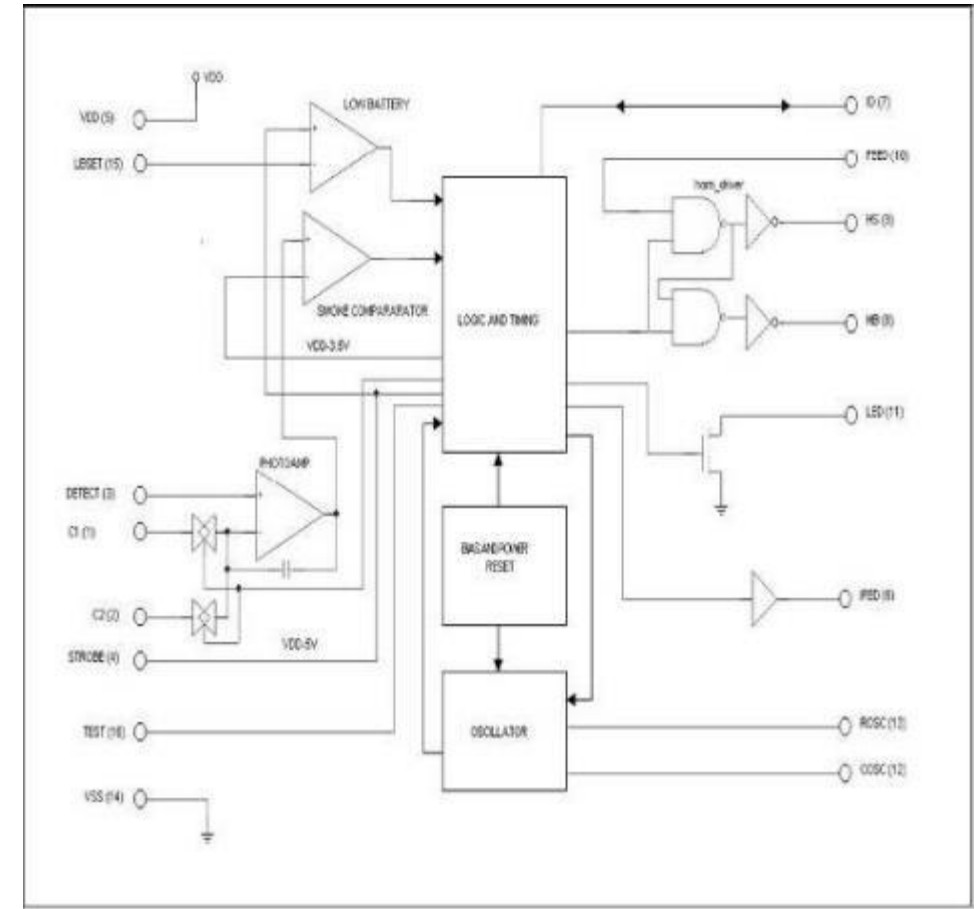 VDD
VDD (5)
LOW BATTERY
LBSET (15)
IO (7)
FEED (10)
horn_driver
HS (9)
SMOKE COMPARARATOR
LOGIC AND TIMING
HB (8)
VDD-3.5V
LED (11)
PHOTOAMP
DETECT (3)
C1 (1)
BIAS AND POWER
RESET
IRED (6)
C2 (2)
VDD-5V
STROBE (4)
TEST (16)
OSCILLATOR
ROSC (13)
COSC (12)
VSS (14)